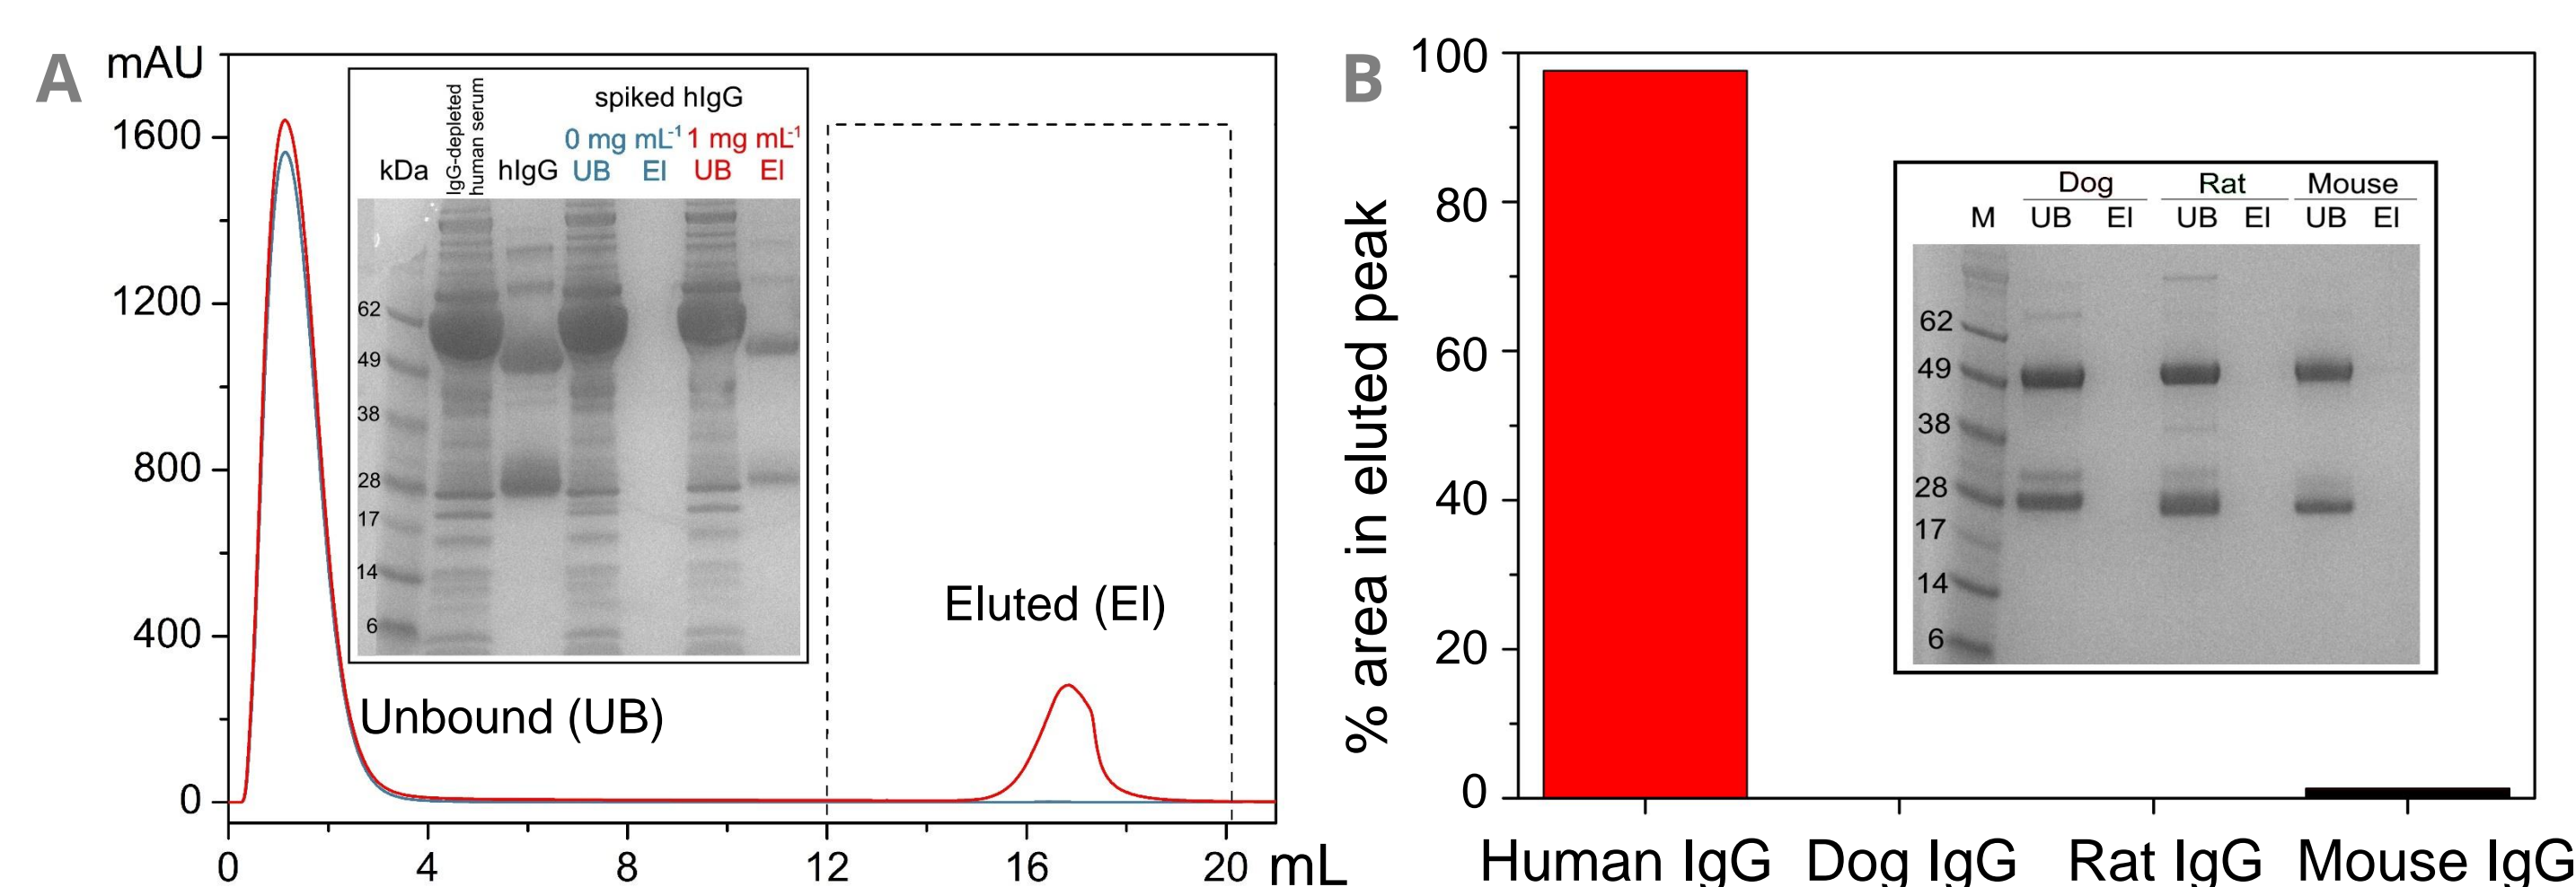 A
mAU
1600
1200
800
400
0
0 4 8 12 16 20 mL
Unbound (UB)
Eluted (El)
IgG-depleted
human serum
spiked hIgG
0 mg mL⁻¹ 1 mg mL⁻¹
kDa hIgG UB El UB El
62
49
38
28
17
14
6
B
% area in eluted peak
100
80
60
40
20
0
Human IgG Dog IgG Rat IgG Mouse IgG
Dog Rat Mouse
M UB El UB El UB El
62
49
38
28
17
14
6